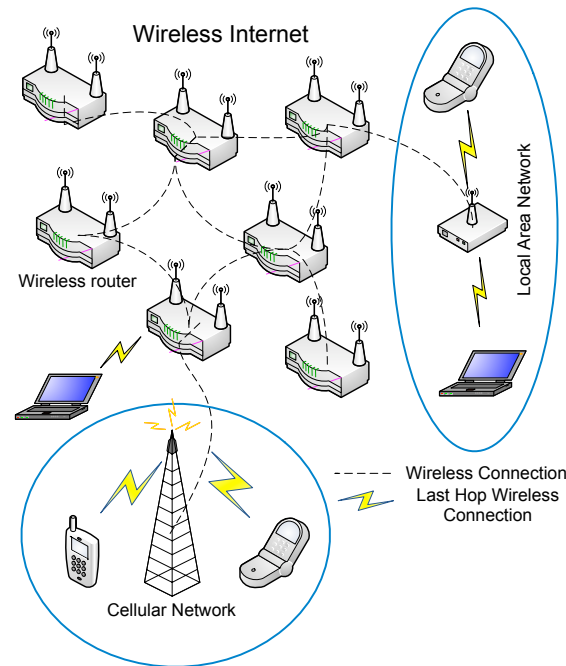 Wireless Internet
Local Area Network
Wireless router
Wireless Connection
Last Hop Wireless
Connection
Cellular Network